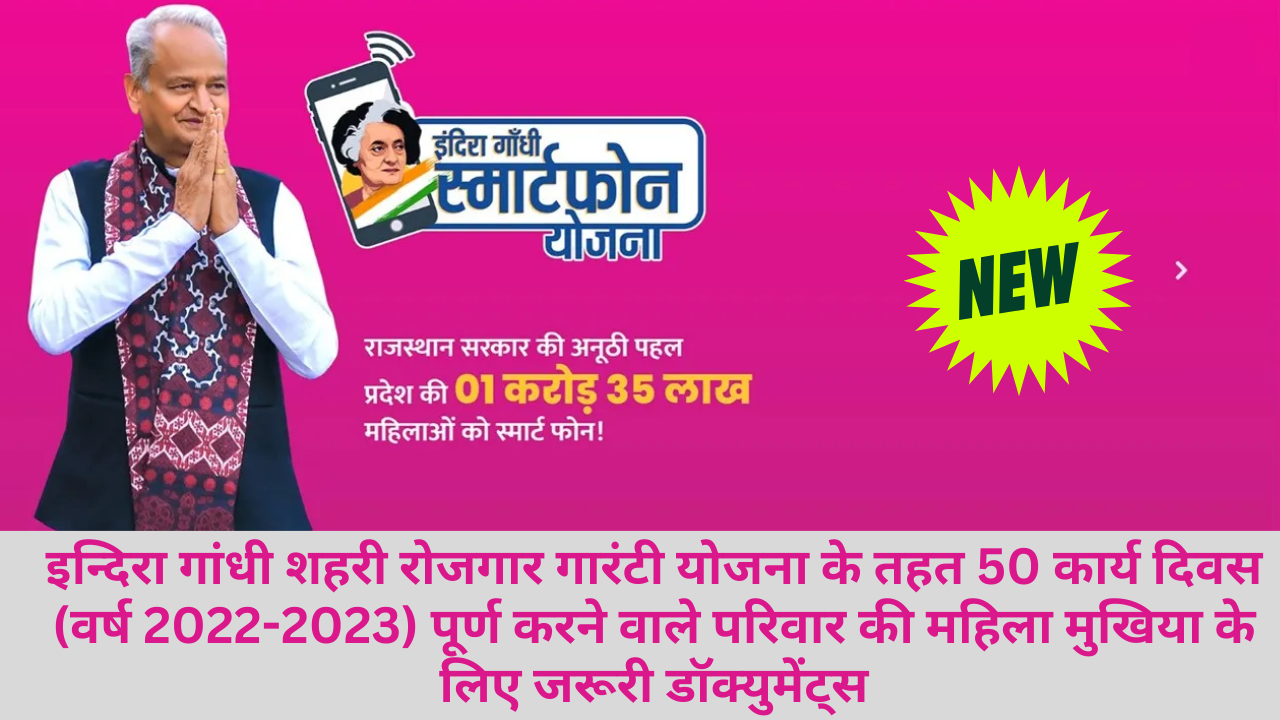 इंदिरा गाँधी
स्मार्टफोन
योजना
राजस्थान सरकार की अनूठी पहल
प्रदेश की 01 करोड़ 35 लाख
महिलाओं को स्मार्ट फोन!
NEW
इन्दिरा गांधी शहरी रोजगार गारंटी योजना के तहत 50 कार्य दिवस
(वर्ष 2022-2023) पूर्ण करने वाले परिवार की महिला मुखिया के
लिए जरूरी डॉक्युमेंट्स